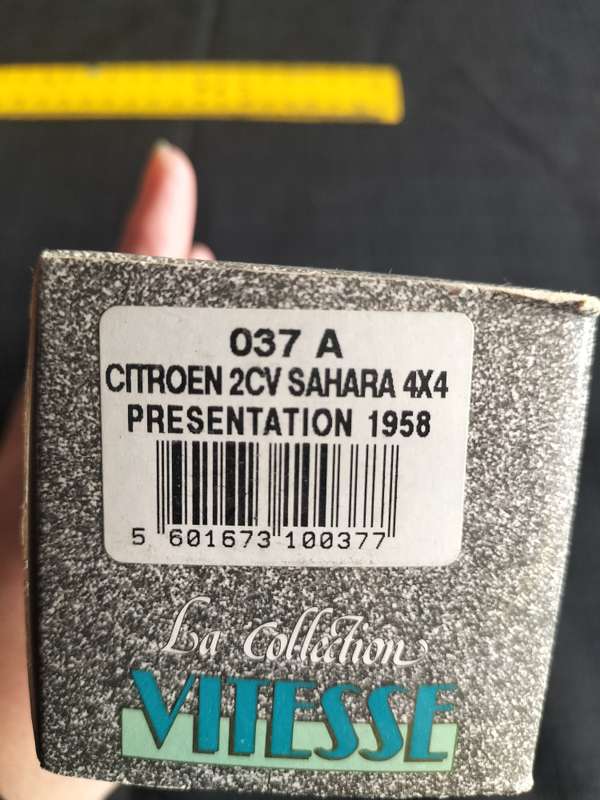 037 A
CITROEN 2CV SAHARA 4X4
PRESENTATION 1958
5 601673 100377
La collection
VITESSE